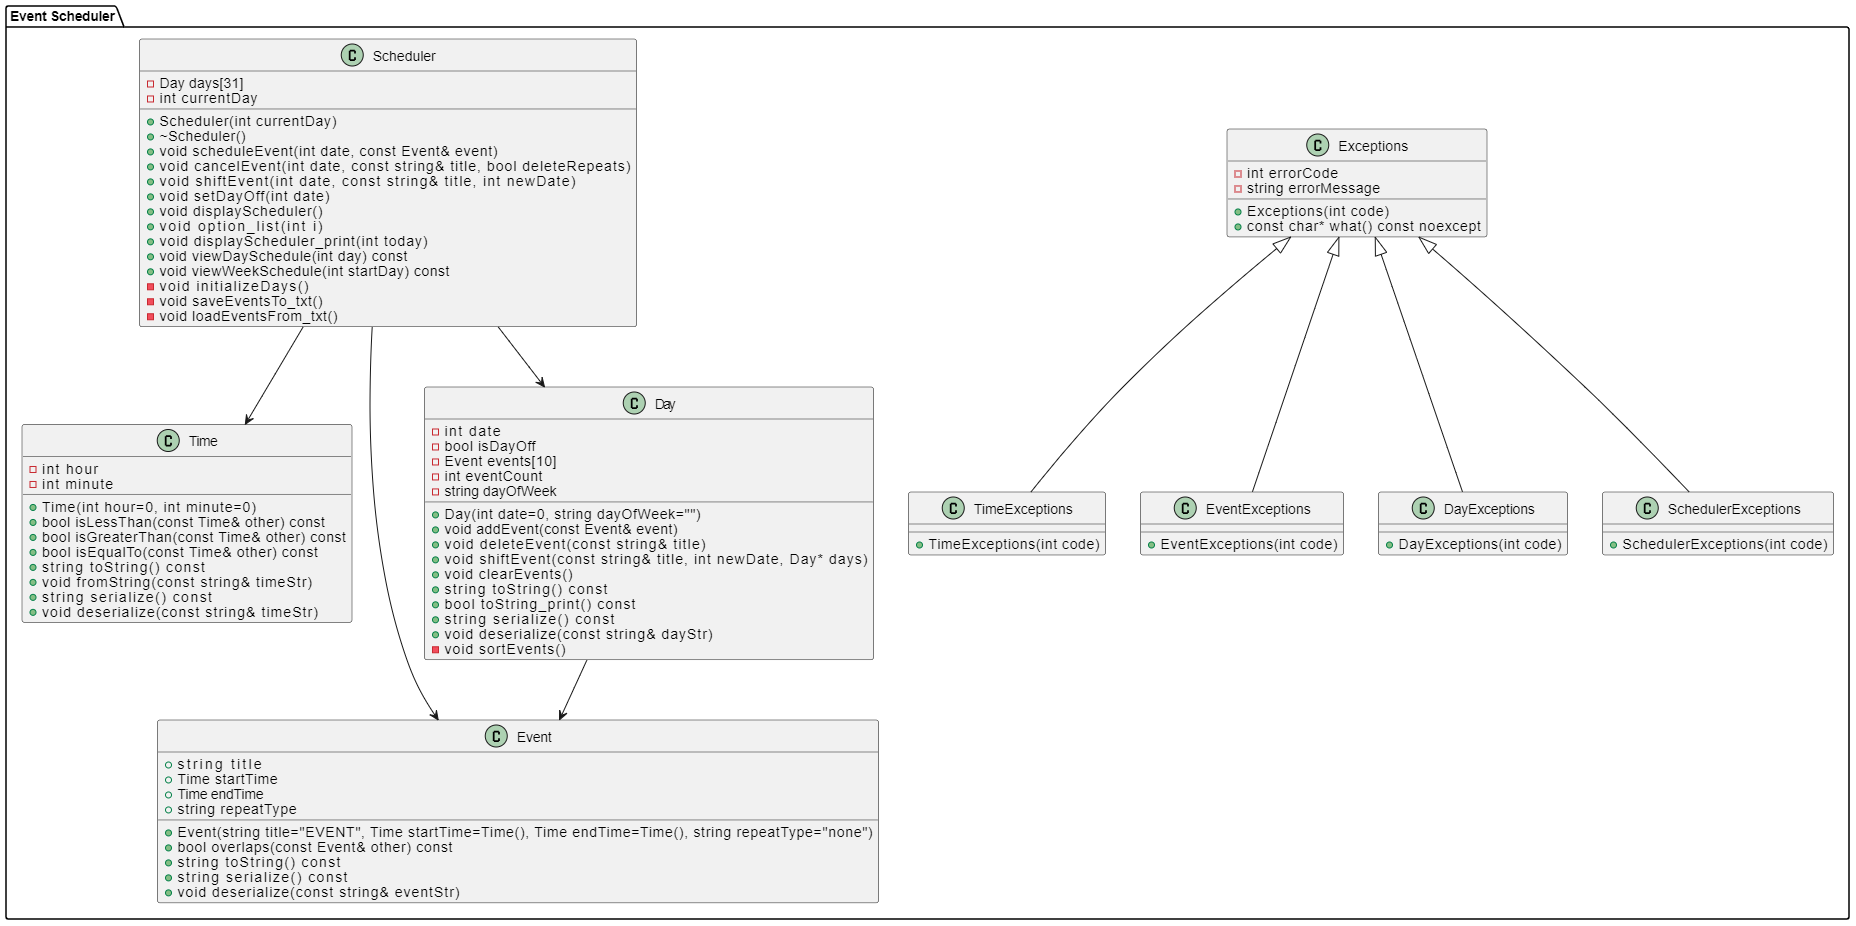 Event Scheduler
C Scheduler
Day days[31]
int currentDay
Scheduler(int currentDay)
~Scheduler()
void scheduleEvent(int date, const Event& event)
void cancelEvent(int date, const string& title, bool deleteRepeats)
void shiftEvent(int date, const string& title, int newDate)
void setDayOff(int date)
void displayScheduler()
void option_list(int i)
void displayScheduler_print(int today)
void viewDaySchedule(int day) const
void viewWeekSchedule(int startDay) const
void initializeDays()
void saveEventsTo_txt()
void loadEventsFrom_txt()
C Exceptions
int errorCode
string errorMessage
Exceptions(int code)
const char* what() const noexcept
C Time
int hour
int minute
Time(int hour=0, int minute=0)
bool isLessThan(const Time& other) const
bool isGreaterThan(const Time& other) const
bool isEqualTo(const Time& other) const
string toString() const
void fromString(const string& timeStr)
string serialize() const
void deserialize(const string& timeStr)
C Day
int date
bool isDayOff
Event events[10]
int eventCount
string dayOfWeek
Day(int date=0, string dayOfWeek="")
void addEvent(const Event& event)
void deleteEvent(const string& title)
void shiftEvent(const string& title, int newDate, Day* days)
void clearEvents()
string toString() const
bool toString_print() const
string serialize() const
void deserialize(const string& dayStr)
void sortEvents()
C TimeExceptions
TimeExceptions(int code)
C EventExceptions
EventExceptions(int code)
C DayExceptions
DayExceptions(int code)
C SchedulerExceptions
SchedulerExceptions(int code)
C Event
string title
Time startTime
Time endTime
string repeatType
Event(string title="EVENT", Time startTime=Time(), Time endTime=Time(), string repeatType="none")
bool overlaps(const Event& other) const
string toString() const
string serialize() const
void deserialize(const string& eventStr)